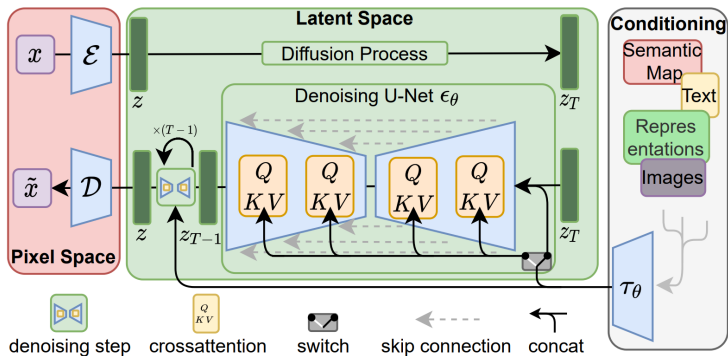 Latent Space
Conditioning
x
ℰ
z
Diffusion Process
z_T
Semantic
Map
Text
Repres
entations
Images
Denoising U-Net ϵ_θ
×(T−1)
x̃
𝒟
z
z_{T−1}
Q
KV
Q
KV
Q
KV
Q
KV
z_T
τ_θ
Pixel Space
Q
KV
denoising step
crossattention
switch
skip connection
concat